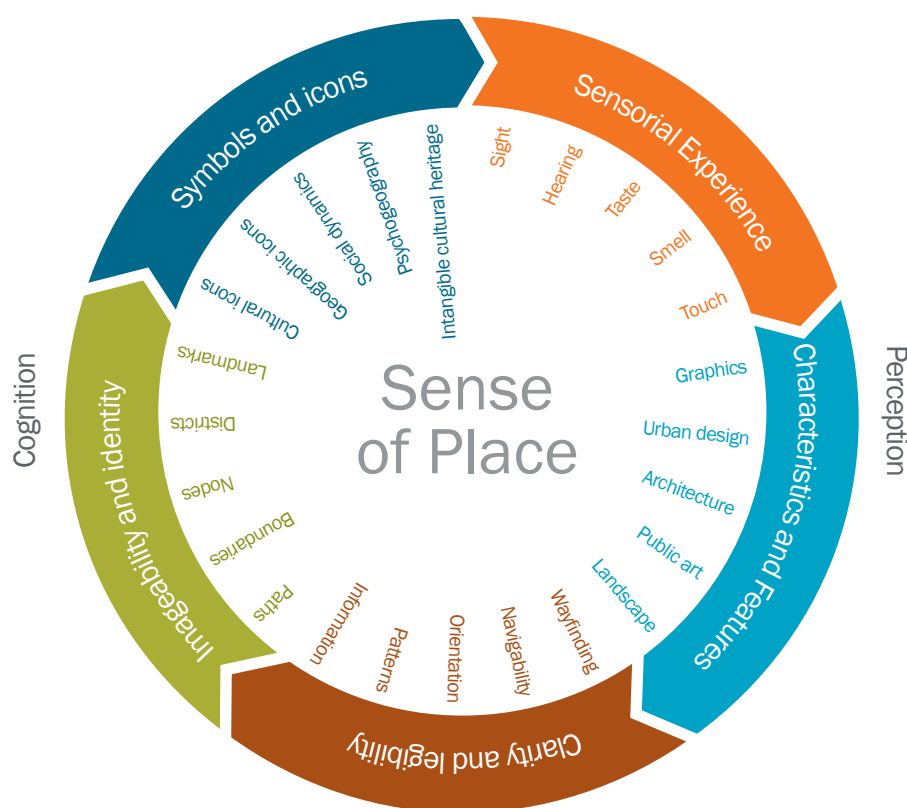 Symbols and icons
Sensorial Experience
Characteristics and Features
Clarity and legibility
Imageability and identity
Cognition
Perception
Sense
of Place
Sight
Hearing
Taste
Smell
Touch
Graphics
Urban design
Architecture
Public art
Landscape
Wayfinding
Navigability
Orientation
Patterns
Information
Paths
Boundaries
Nodes
Districts
Landmarks
Cultural icons
Geographic icons
Social dynamics
Psychogeography
Intangible cultural heritage